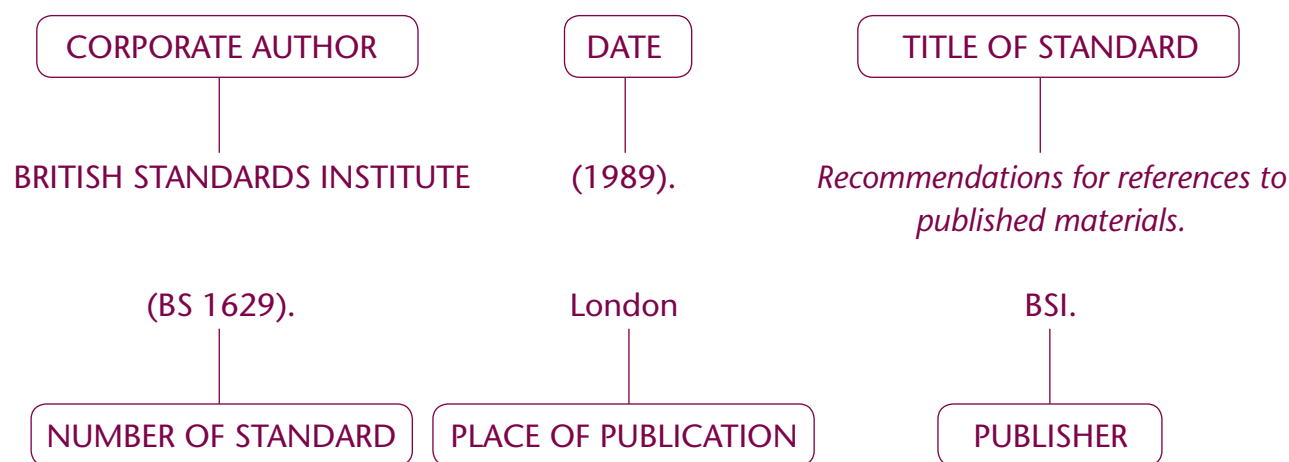 CORPORATE AUTHOR
DATE
TITLE OF STANDARD
BRITISH STANDARDS INSTITUTE
(1989).
Recommendations for references to
published materials.
(BS 1629).
London
BSI.
NUMBER OF STANDARD
PLACE OF PUBLICATION
PUBLISHER